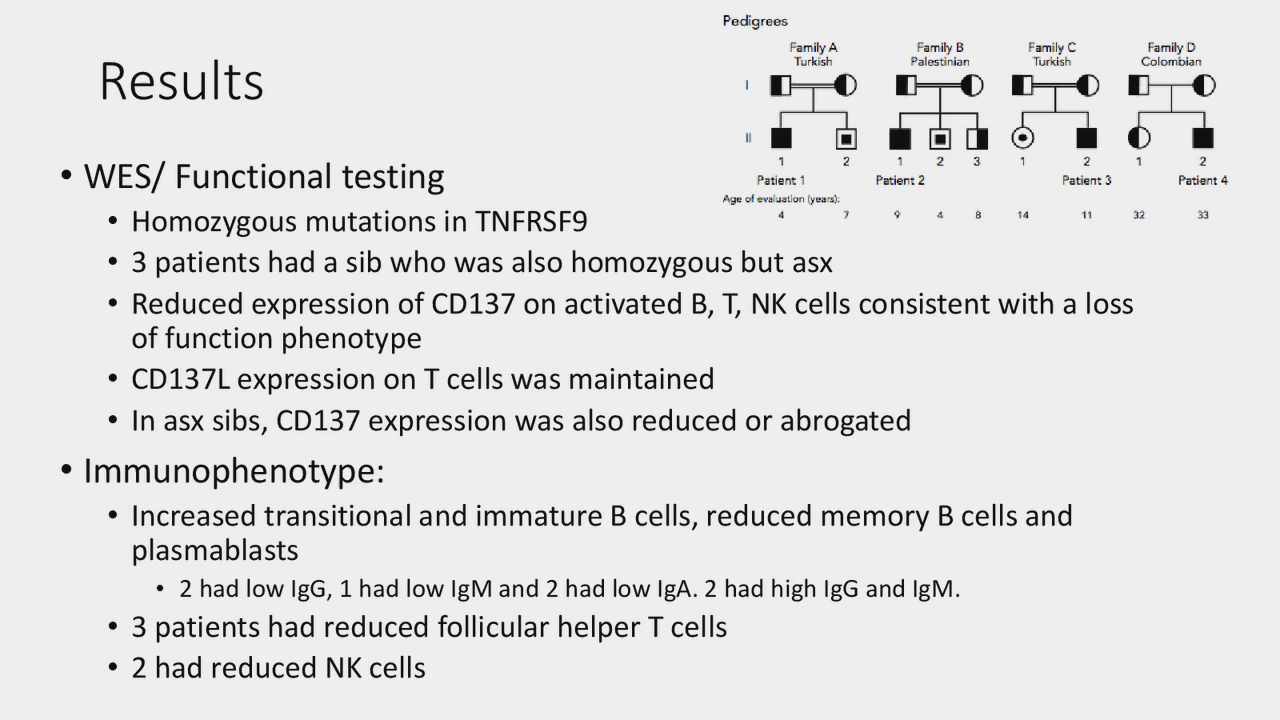 Pedigrees
Family A Family B Family C Family D
Turkish Palestinian Turkish Colombian
Results
I
II
1 2 1 2 3 1 2 1 2
Patient 1 Patient 2 Patient 3 Patient 4
Age of evaluation (years):
4 7 9 4 8 14 11 32 33
• WES/ Functional testing
• Homozygous mutations in TNFRSF9
• 3 patients had a sib who was also homozygous but asx
• Reduced expression of CD137 on activated B, T, NK cells consistent with a loss
of function phenotype
• CD137L expression on T cells was maintained
• In asx sibs, CD137 expression was also reduced or abrogated
• Immunophenotype:
• Increased transitional and immature B cells, reduced memory B cells and
plasmablasts
• 2 had low IgG, 1 had low IgM and 2 had low IgA. 2 had high IgG and IgM.
• 3 patients had reduced follicular helper T cells
• 2 had reduced NK cells